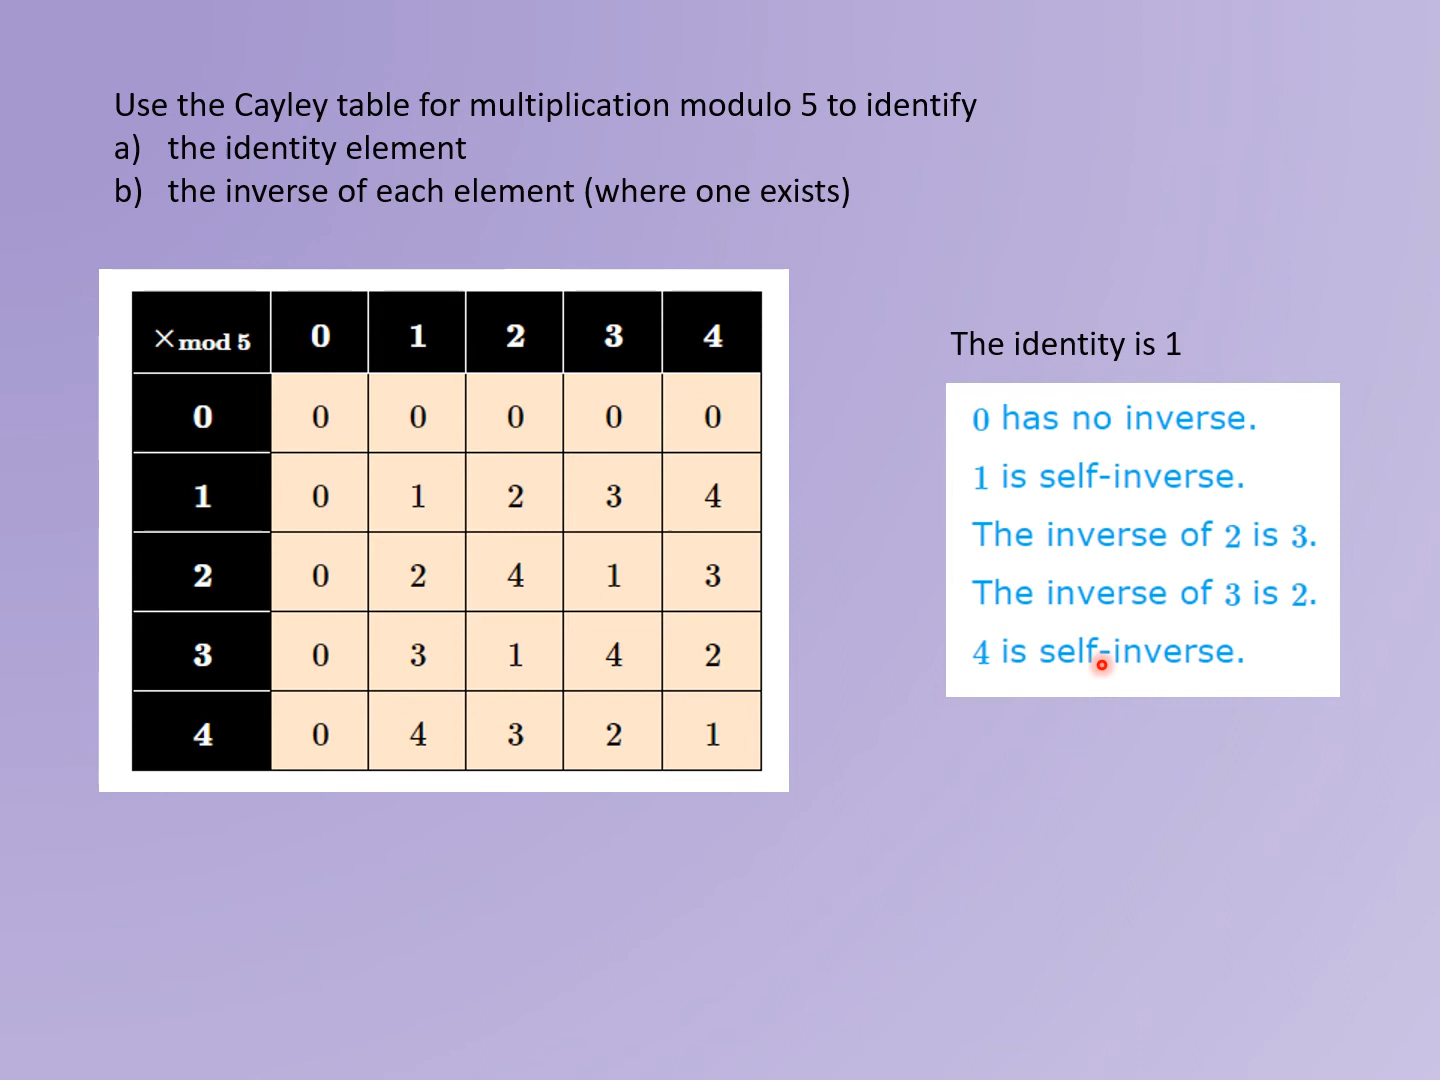 Use the Cayley table for multiplication modulo 5 to identify
a) the identity element
b) the inverse of each element (where one exists)
×mod 5 0 1 2 3 4
0 0 0 0 0 0
1 0 1 2 3 4
2 0 2 4 1 3
3 0 3 1 4 2
4 0 4 3 2 1
The identity is 1
0 has no inverse.
1 is self-inverse.
The inverse of 2 is 3.
The inverse of 3 is 2.
4 is self-inverse.